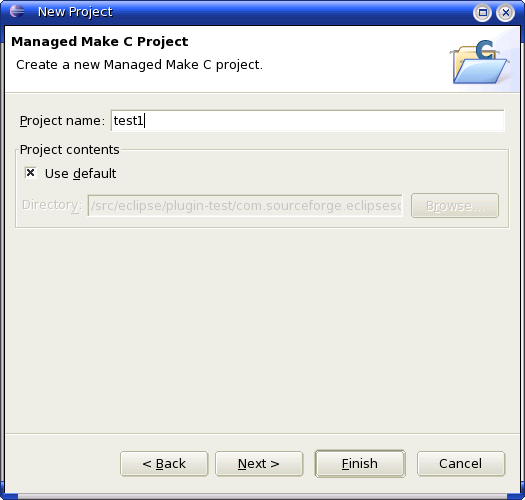 New Project
Managed Make C Project
Create a new Managed Make C project.
C
Project name: test1
Project contents
Use default
Directory: /src/eclipse/plugin-test/com.sourceforge.eclipses Browse...
< Back Next > Finish Cancel